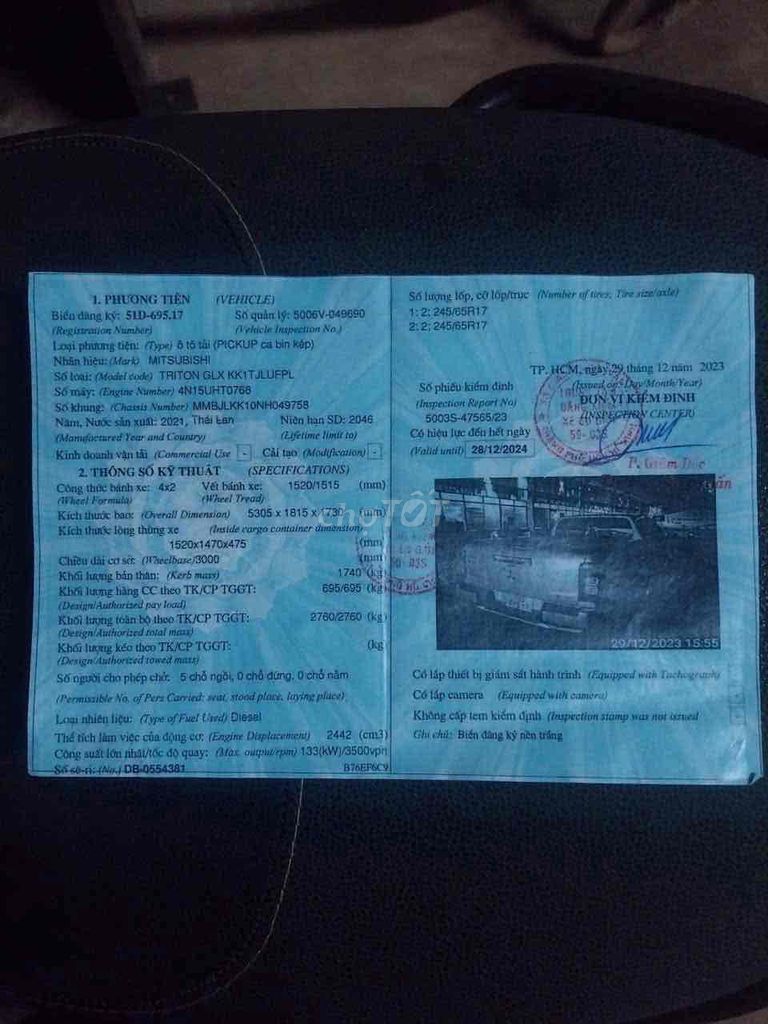 1. PHƯƠNG TIỆN (VEHICLE)
Biển đăng ký: 51D-695.17 Số quản lý: 5006V-049690
(Registration Number) (Vehicle Inspection No.)
Loại phương tiện: (Type) ô tô tải (PICKUP ca bin kép)
Nhãn hiệu: (Mark) MITSUBISHI
Số loại: (Model code) TRITON GLX KK1TJLUFPL
Số máy: (Engine Number) 4N15UHT0768
Số khung: (Chassis Number) MMBJLKK10NH049758
Năm, Nước sản xuất: 2021, Thái Lan Niên hạn SD: 2046
(Manufactured Year and Country) (Lifetime limit to)
Kinh doanh vận tải (Commercial Use - Cải tạo (Modification) -
2. THÔNG SỐ KỸ THUẬT (SPECIFICATIONS)
Công thức bánh xe: 4x2 Vết bánh xe: 1520/1515 (mm)
(Wheel Formula) (Wheel Tread)
Kích thước bao: (Overall Dimension) 5305 x 1815 x 1730 (mm)
Kích thước lòng thùng xe (Inside cargo container dimension)
1520x1470x475 (mm)
Chiều dài cơ sở: (Wheelbase) 3000 (mm
Khối lượng bản thân: (Kerb mass) 1740 (kg)
Khối lượng hàng CC theo TK/CP TGGT: 695/695 (kg)
(Design/Authorized pay load)
Khối lượng toàn bộ theo TK/CP TGGT: 2760/2760 (kg)
(Design/Authorized total mass)
Khối lượng kéo theo TK/CP TGGT: (kg)
(Design/Authorized towed mass)
Số người cho phép chở: 5 chỗ ngồi, 0 chỗ đứng, 0 chỗ nằm
(Permissible No. of Pers Carried: seat, stood place, laying place)
Loại nhiên liệu: (Type of Fuel Used) Diesel
Thể tích làm việc của động cơ: (Engine Displacement) 2442 (cm3)
Công suất lớn nhất/tốc độ quay: (Max. output/rpm) 133(kW)/3500vph
Số sê-ri: (No.) DB-0554381 B76EF6C9
Số lượng lốp, cỡ lốp/trục (Number of tires; Tire size/axle)
1: 2; 245/65R17
2: 2; 245/65R17
TP. HCM, ngày 29 tháng 12 năm 2023
(Issued on: Day/Month/Year)
Số phiếu kiểm định ĐƠN VỊ KIỂM ĐỊNH
(Inspection Report No) (INSPECTION CENTER)
5003S-47565/23
Có hiệu lực đến hết ngày
(Valid until) 28/12/2024
P. Giám Đốc
chợTỐT
29/12/2023 15:55
Có lắp thiết bị giám sát hành trình (Equipped with Tachograph)
Có lắp camera (Equipped with camera)
Không cấp tem kiểm định (Inspection stamp was not issued
Ghi chú: Biển đăng ký nền trắng